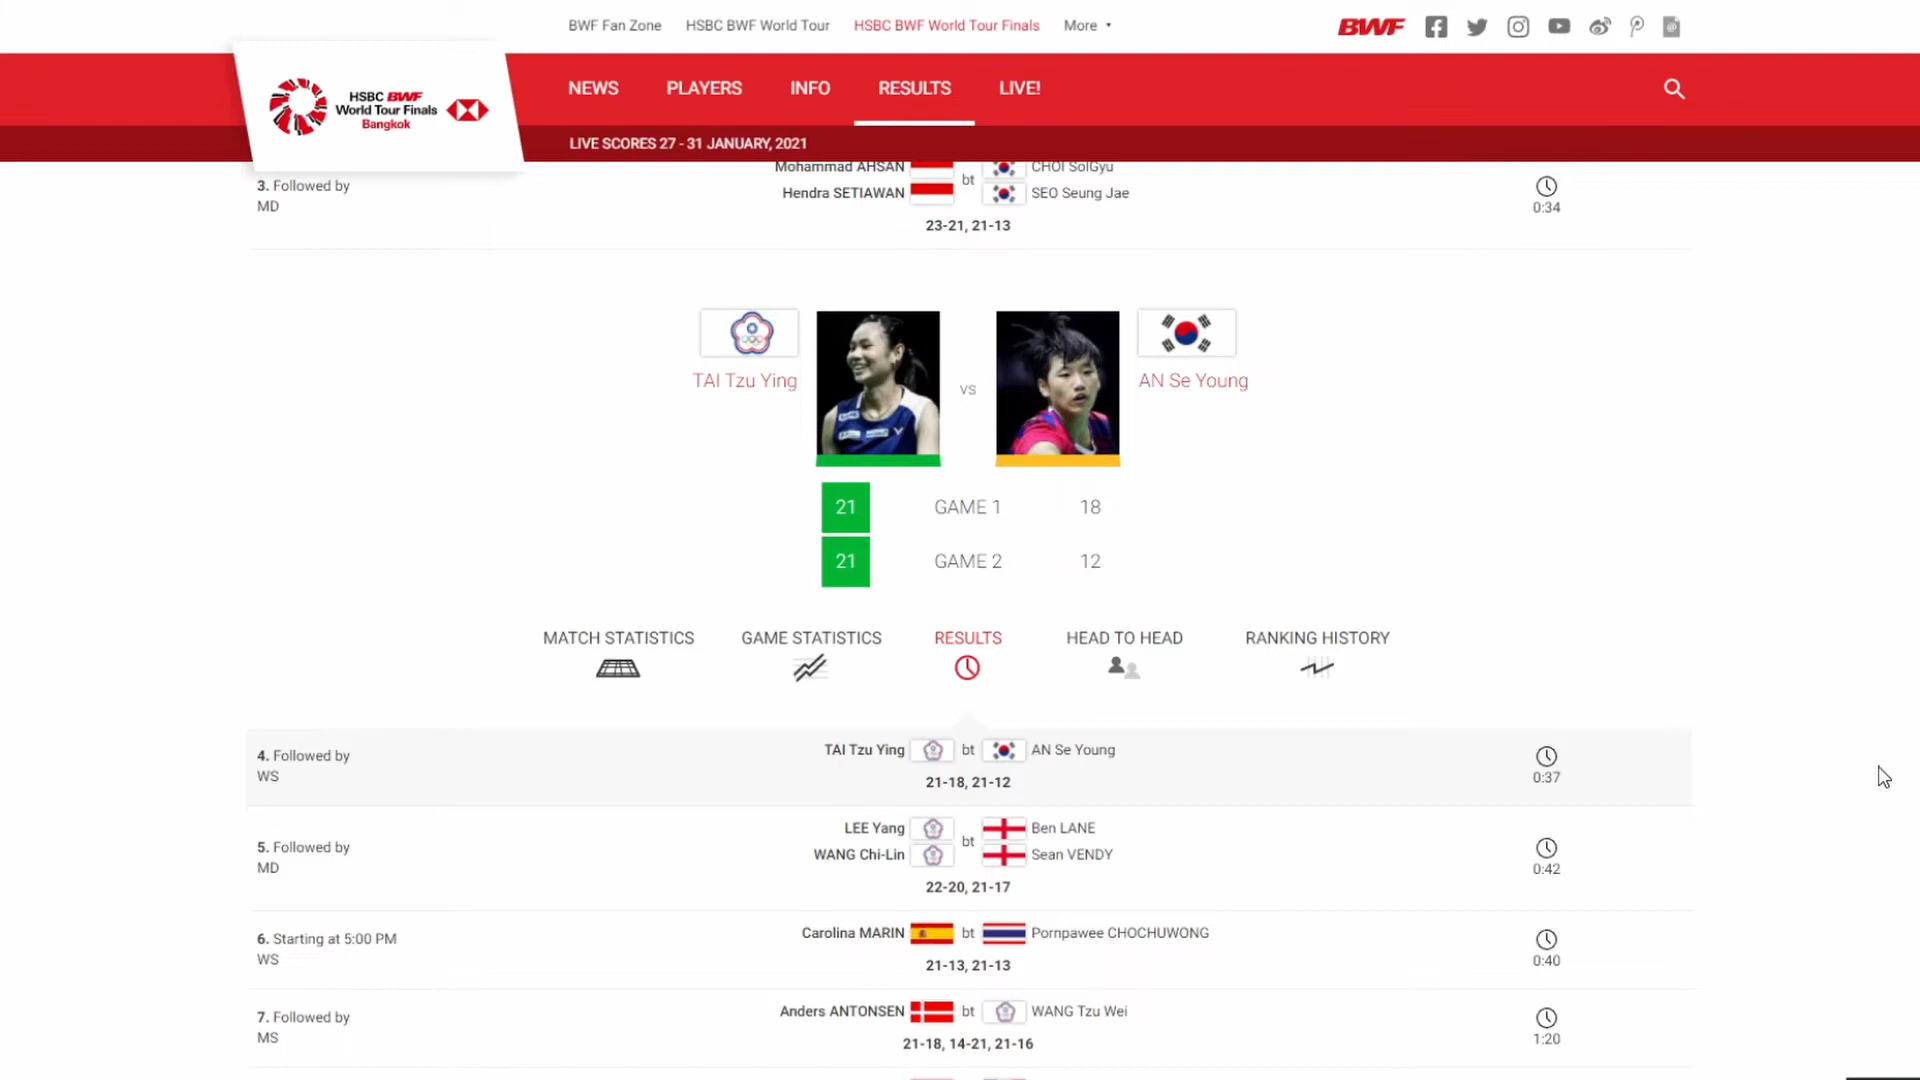 BWF Fan Zone HSBC BWF World Tour HSBC BWF World Tour Finals More BWF
HSBC BWF
World Tour Finals
Bangkok
NEWS PLAYERS INFO RESULTS LIVE!
LIVE SCORES 27 - 31 JANUARY, 2021
3. Followed by
MD
Mohammad AHSAN bt CHOI SolGyu
Hendra SETIAWAN SEO Seung Jae
23-21, 21-13
0:34
TAI Tzu Ying vs AN Se Young
21 GAME 1 18
21 GAME 2 12
MATCH STATISTICS GAME STATISTICS RESULTS HEAD TO HEAD RANKING HISTORY
4. Followed by
WS
TAI Tzu Ying bt AN Se Young
21-18, 21-12
0:37
5. Followed by
MD
LEE Yang bt Ben LANE
WANG Chi-Lin Sean VENDY
22-20, 21-17
0:42
6. Starting at 5:00 PM
WS
Carolina MARIN bt Pornpawee CHOCHUWONG
21-13, 21-13
0:40
7. Followed by
MS
Anders ANTONSEN bt WANG Tzu Wei
21-18, 14-21, 21-16
1:20